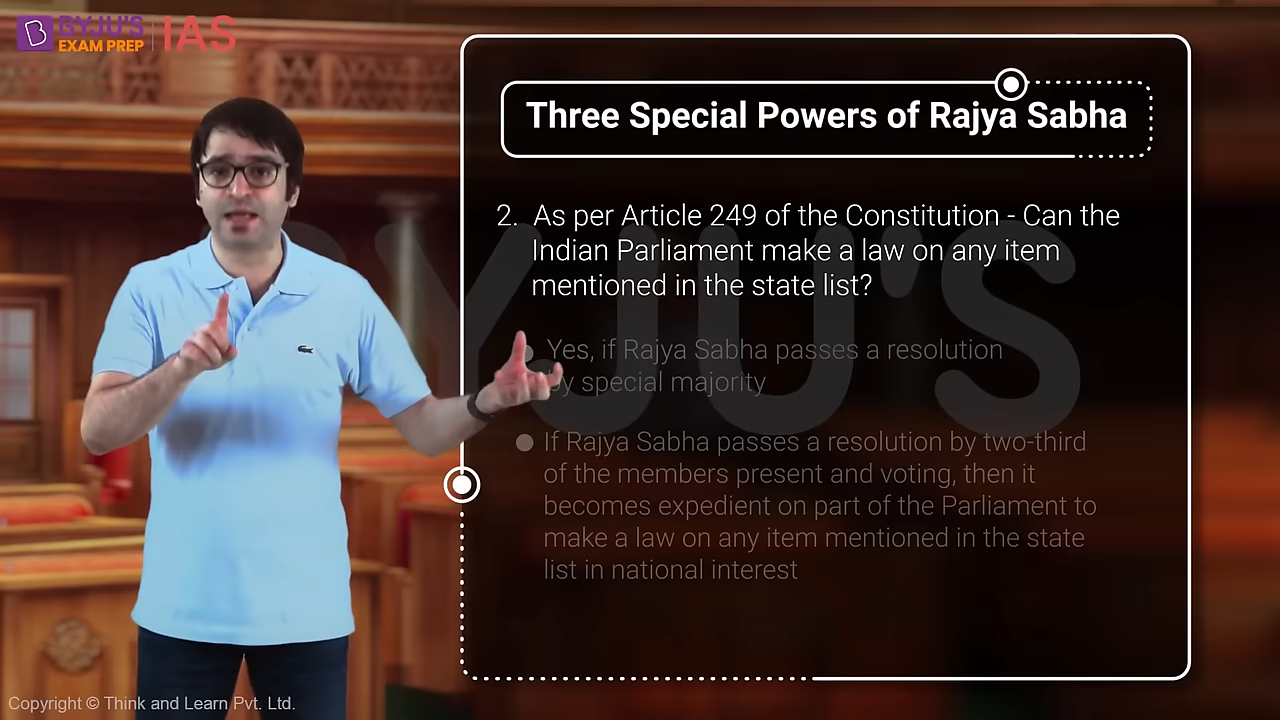 BYJU'S
EXAM PREP
IAS
Three Special Powers of Rajya Sabha
2. As per Article 249 of the Constitution - Can the
Indian Parliament make a law on any item
mentioned in the state list?
BYJU'S
Yes, if Rajya Sabha passes a resolution
by special majority
● If Rajya Sabha passes a resolution by two-third
of the members present and voting, then it
becomes expedient on part of the Parliament to
make a law on any item mentioned in the state
list in national interest
Copyright © Think and Learn Pvt. Ltd.